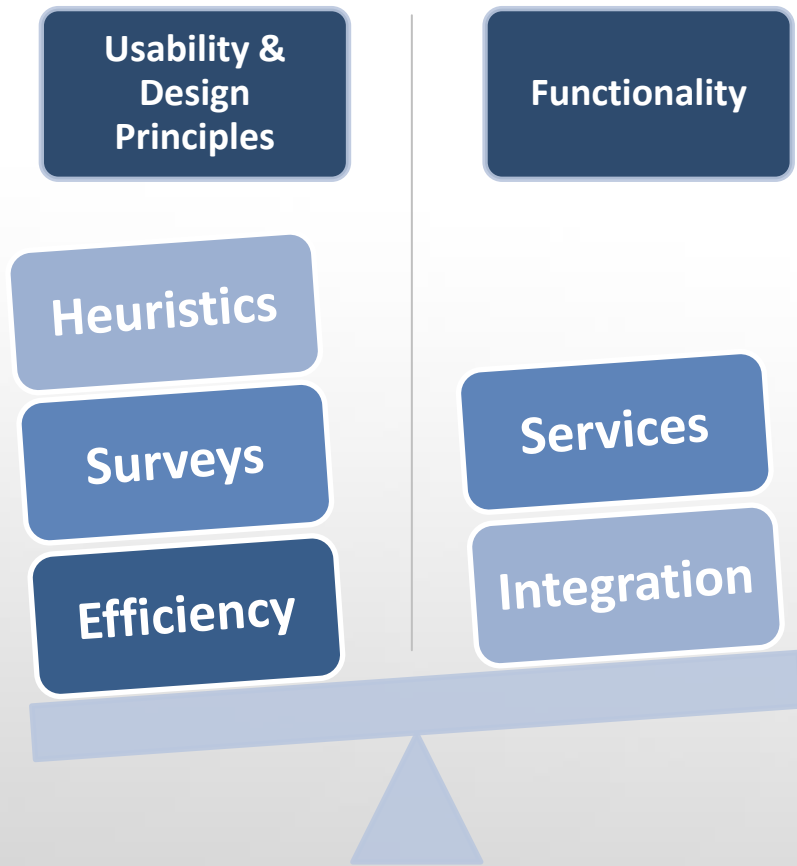 Usability &
Design
Principles
Functionality
Heuristics
Surveys
Efficiency
Services
Integration